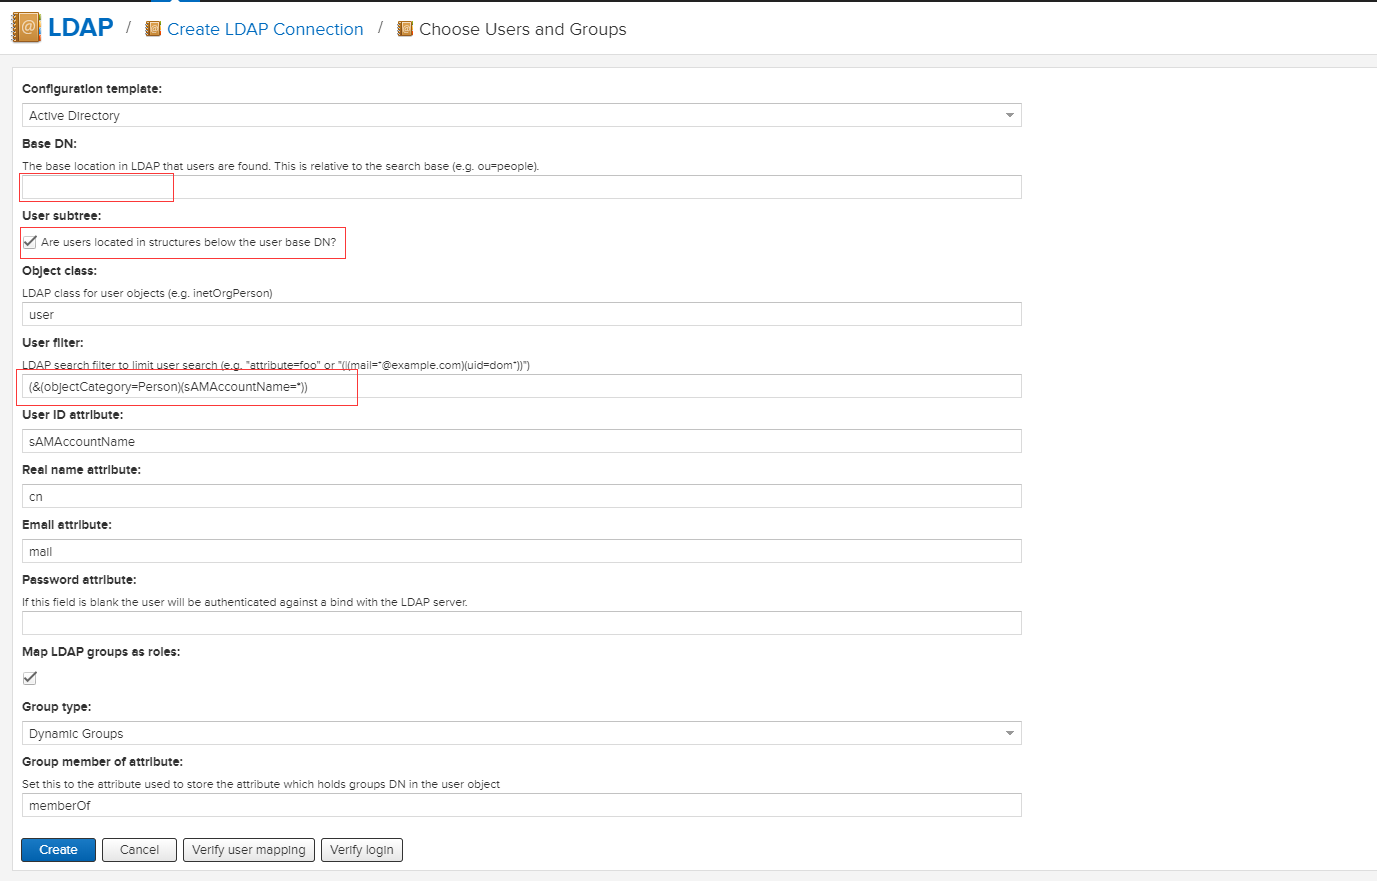 LDAP / Create LDAP Connection / Choose Users and Groups
Configuration template:
Active Directory
Base DN:
The base location in LDAP that users are found. This is relative to the search base (e.g. ou=people).
User subtree:
Are users located in structures below the user base DN?
Object class:
LDAP class for user objects (e.g. inetOrgPerson)
user
User filter:
LDAP search filter to limit user search (e.g. "attribute=foo" or "(|(mail=*@example.com)(uid=dom*))")
(&(objectCategory=Person)(sAMAccountName=*))
User ID attribute:
sAMAccountName
Real name attribute:
cn
Email attribute:
mail
Password attribute:
If this field is blank the user will be authenticated against a bind with the LDAP server.
Map LDAP groups as roles:
Group type:
Dynamic Groups
Group member of attribute:
Set this to the attribute used to store the attribute which holds groups DN in the user object
memberOf
Create Cancel Verify user mapping Verify login